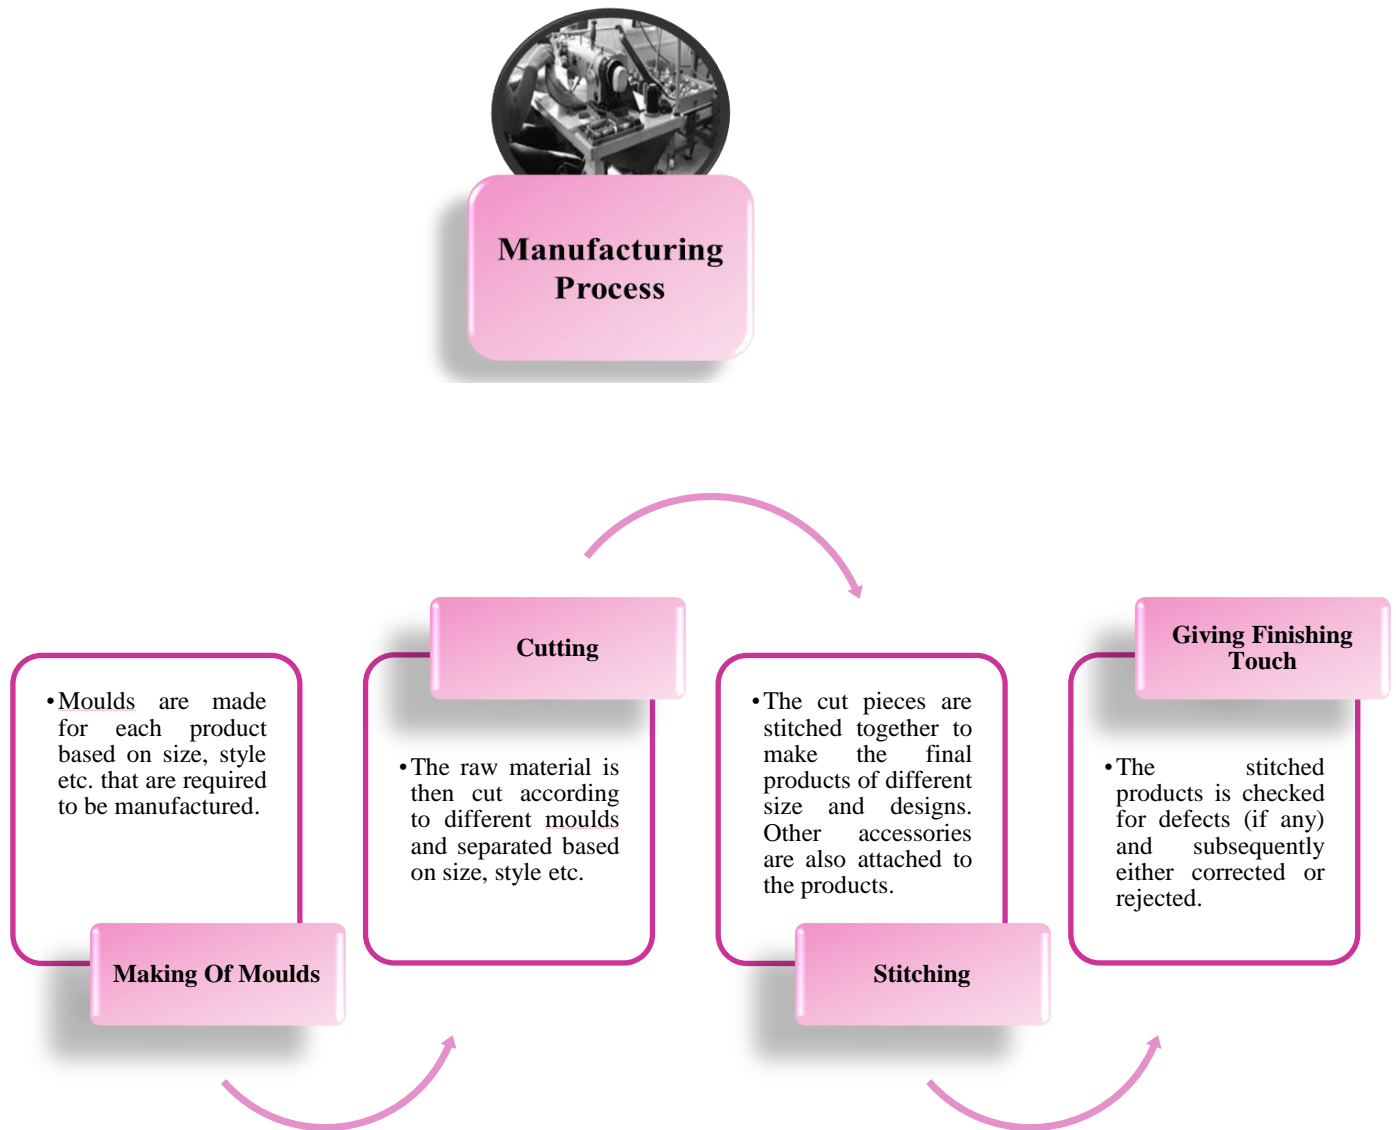 Manufacturing
Process
• Moulds are made
for each product
based on size, style
etc. that are required
to be manufactured.
Making Of Moulds
Cutting
• The raw material is
then cut according
to different moulds
and separated based
on size, style etc.
• The cut pieces are
stitched together to
make the final
products of different
size and designs.
Other accessories
are also attached to
the products.
Stitching
Giving Finishing
Touch
• The stitched
products is checked
for defects (if any)
and subsequently
either corrected or
rejected.